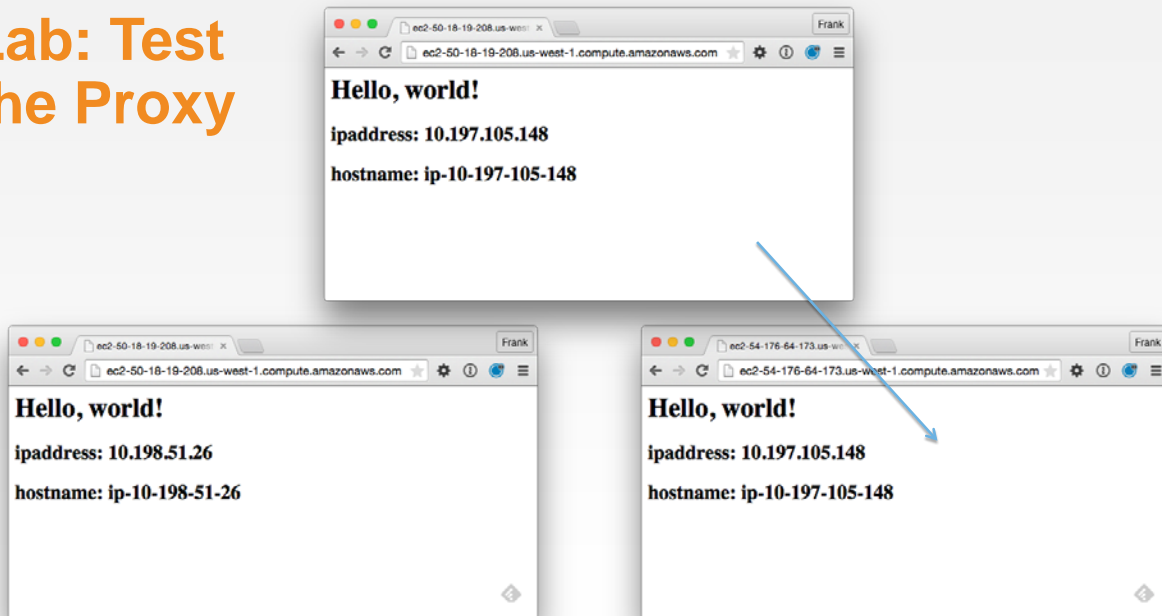 ab: Test
he Proxy
ec2-50-18-19-208.us-west
Frank
ec2-50-18-19-208.us-west-1.compute.amazonaws.com
Hello, world!
ipaddress: 10.197.105.148
hostname: ip-10-197-105-148
ec2-50-18-19-208.us-west
Frank
ec2-50-18-19-208.us-west-1.compute.amazonaws.com
Hello, world!
ipaddress: 10.198.51.26
hostname: ip-10-198-51-26
ec2-54-176-64-173.us-we
Frank
ec2-54-176-64-173.us-west-1.compute.amazonaws.com
Hello, world!
ipaddress: 10.197.105.148
hostname: ip-10-197-105-148